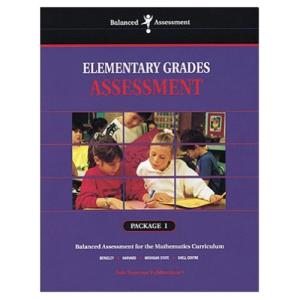 Balanced Assessment
ELEMENTARY GRADES
ASSESSMENT
PACKAGE 1
Balanced Assessment for the Mathematics Curriculum
BERKELEY HARVARD MICHIGAN STATE SHELL CENTRE
Dale Seymour Publications